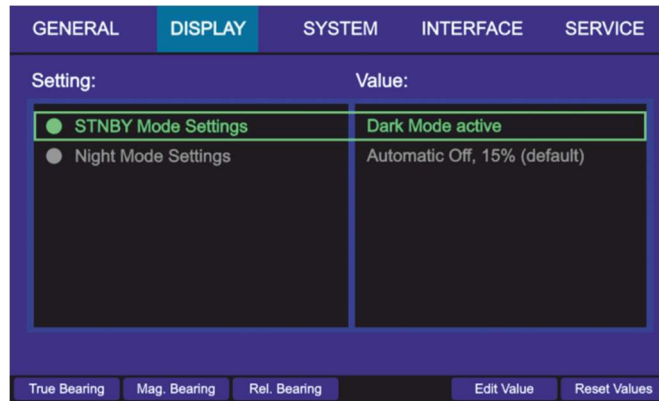 GENERAL DISPLAY SYSTEM INTERFACE SERVICE
Setting: Value:
STNBY Mode Settings Dark Mode active
Night Mode Settings Automatic Off, 15% (default)
True Bearing Mag. Bearing Rel. Bearing Edit Value Reset Values